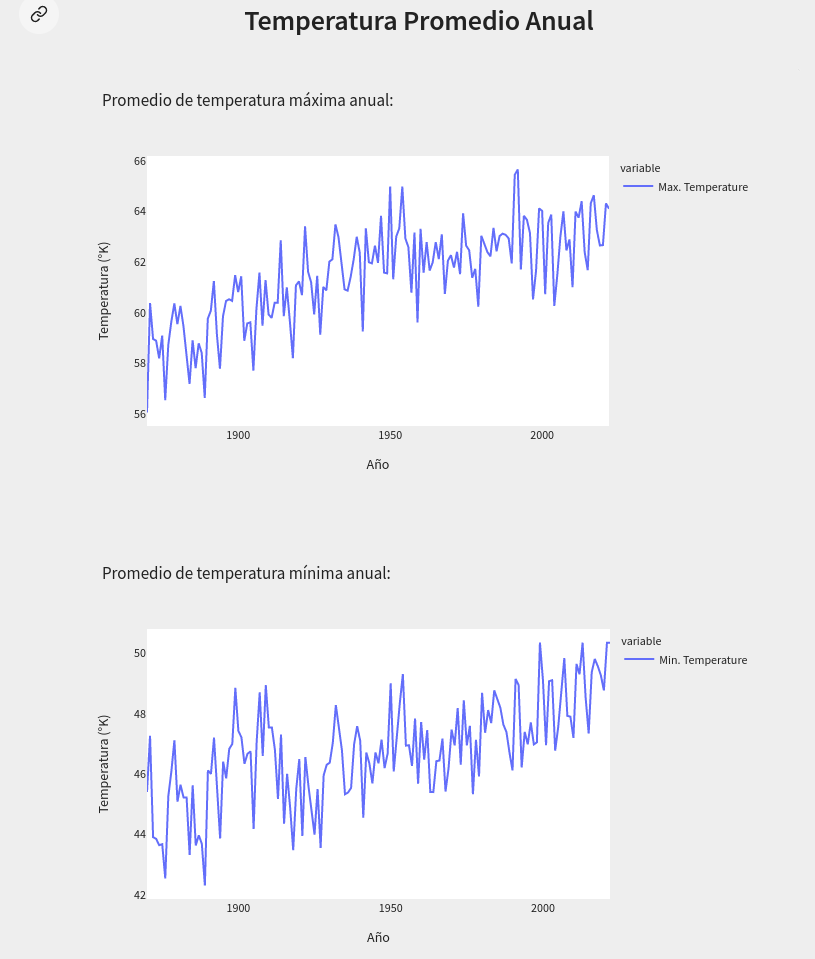 Temperatura Promedio Anual
Promedio de temperatura máxima anual:
66
64
62
60
58
56
Temperatura (°K)
1900
1950
2000
Año
variable
Max. Temperature
Promedio de temperatura mínima anual:
50
48
46
44
42
Temperatura (°K)
1900
1950
2000
Año
variable
Min. Temperature